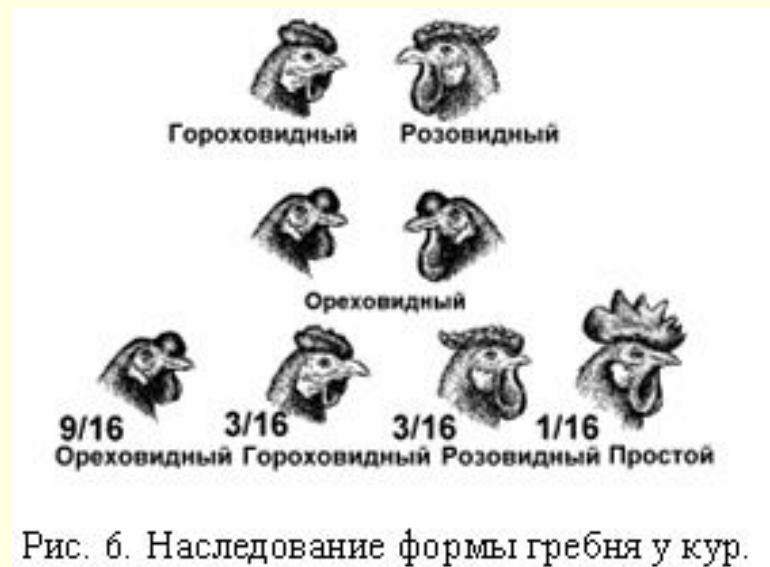 Гороховидный Розовидный
Ореховидный
9/16 3/16 3/16 1/16
Ореховидный Гороховидный Розовидный Простой
Рис. 6. Наследование формы гребня у кур.